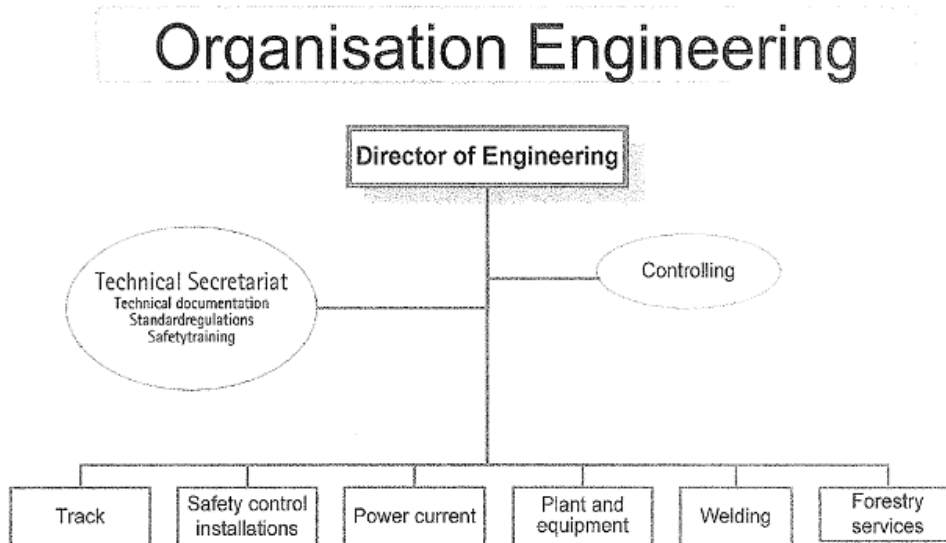 Organisation Engineering
Director of Engineering
Technical Secretariat
Technical documentation
Standardregulations
Safetytraining
Controlling
Track
Safety control
installations
Power current
Plant and
equipment
Welding
Forestry
services